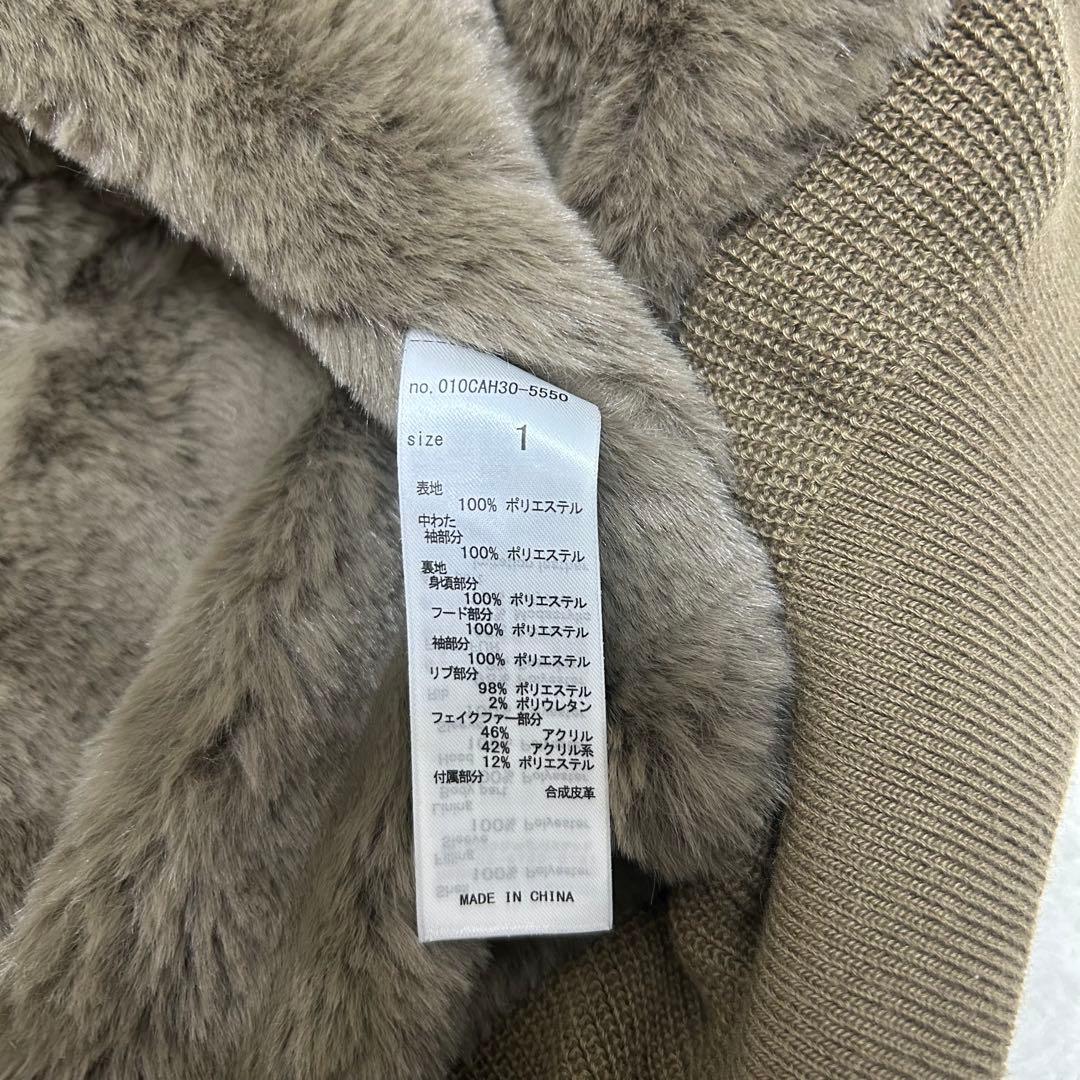 no. 010CAH30-5550
size 1
表地
100% ポリエステル
中わた
袖部分
100% ポリエステル
裏地
身頃部分
100% ポリエステル
フード部分
100% ポリエステル
袖部分
100% ポリエステル
リブ部分
98% ポリエステル
2% ポリウレタン
フェイクファー部分
46% アクリル
42% アクリル系
12% ポリエステル
付属部分
合成皮革
MADE IN CHINA